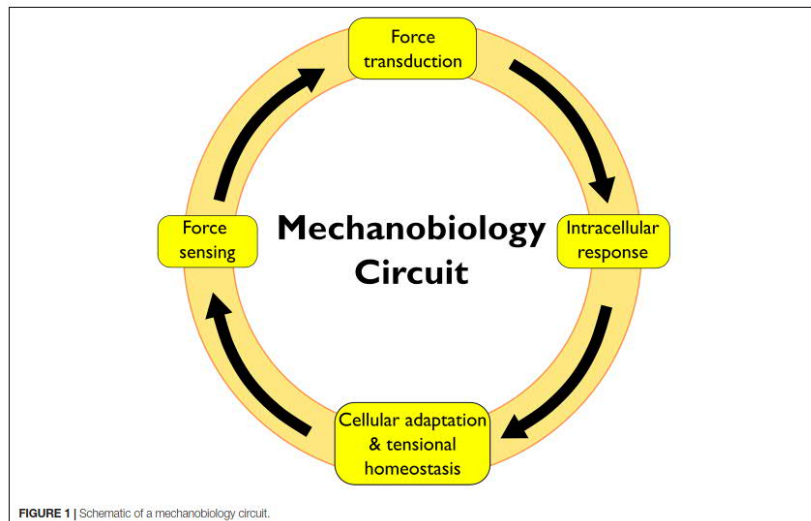 Force
transduction
Force
sensing
Mechanobiology
Circuit
Intracellular
response
Cellular adaptation
& tensional
homeostasis
FIGURE 1 | Schematic of a mechanobiology circuit.